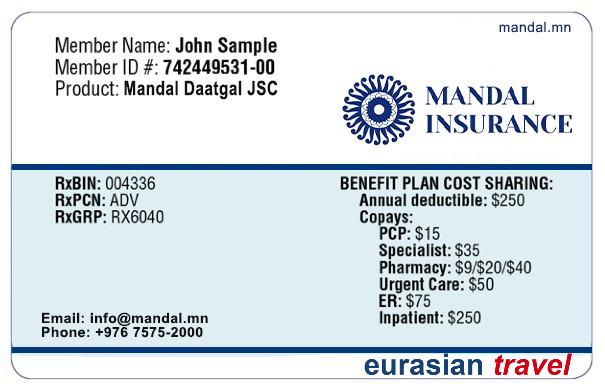 mandal.mn
Member Name: John Sample
Member ID #: 742449531-00
Product: Mandal Daatgal JSC
MANDAL
INSURANCE
RxBIN: 004336
RxPCN: ADV
RxGRP: RX6040
BENEFIT PLAN COST SHARING:
Annual deductible: $250
Copays:
PCP: $15
Specialist: $35
Pharmacy: $9/$20/$40
Urgent Care: $50
ER: $75
Inpatient: $250
Email: info@mandal.mn
Phone: +976 7575-2000
eurasian travel